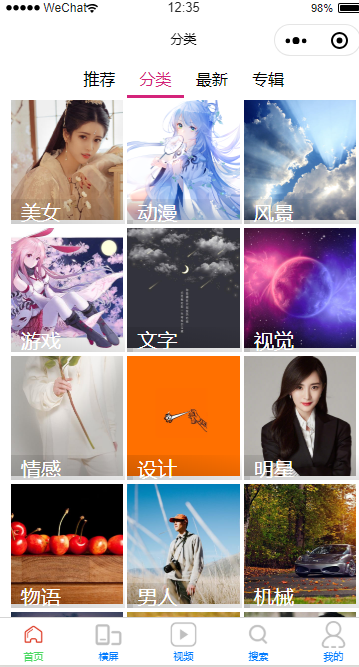 ●●●●● WeChat 12:35 98%
分类
推荐 分类 最新 专辑
美女 动漫 风景
游戏 文字 视觉
情感 设计 明星
物语 男人 机械
首页 横屏 视频 搜索 我的